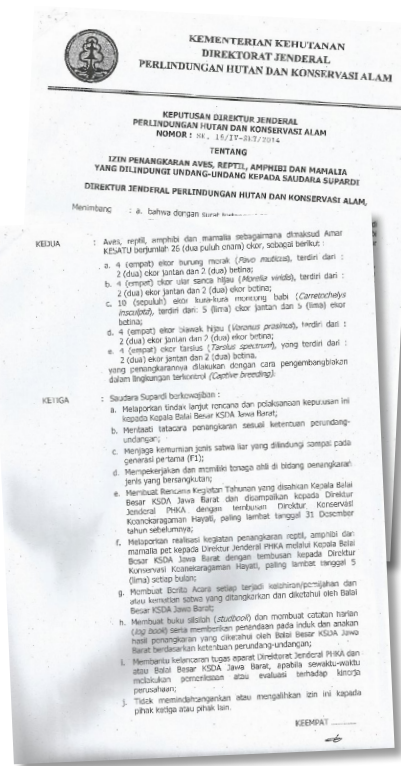 KEMENTERIAN KEHUTANAN
DIREKTORAT JENDERAL
PERLINDUNGAN HUTAN DAN KONSERVASI ALAM
KEPUTUSAN DIREKTUR JENDERAL
PERLINDUNGAN HUTAN DAN KONSERVASI ALAM
NOMOR : SK. 16/IV-SET/2014
TENTANG
IZIN PENANGKARAN AVES, REPTIL, AMPHIBI DAN MAMALIA
YANG DILINDUNGI UNDANG-UNDANG KEPADA SAUDARA SUPARDI
DIREKTUR JENDERAL PERLINDUNGAN HUTAN DAN KONSERVASI ALAM,
Menimbang : a. bahwa dengan surat
KEDUA : Aves, reptil, amphibi dan mamalia sebagaimana dimaksud Amar
KESATU berjumlah 26 (dua puluh enam) ekor, sebagai berikut :
a. 4 (empat) ekor burung merak (Pavo muticus), terdiri dari :
2 (dua) ekor jantan dan 2 (dua) betina;
b. 4 (empat) ekor ular sanca hijau (Morelia viridis), terdiri dari :
2 (dua) ekor jantan dan 2 (dua) ekor betina;
c. 10 (sepuluh) ekor kura-kura moncong babi (Carretochelys
insculpta), terdiri dari: 5 (lima) ekor jantan dan 5 (lima) ekor
betina;
d. 4 (empat) ekor biawak hijau (Varanus prasinus), terdiri dari :
2 (dua) ekor jantan dan 2 (dua) ekor betina;
e. 4 (empat) ekor tarsius (Tarsius spectrum), yang terdiri dari :
2 (dua) ekor jantan dan 2 (dua) betina.
yang penangkarannya dilakukan dengan cara pengembangbiakan
dalam lingkungan terkontrol (Captive breeding).
KETIGA : Saudara Supardi berkewajiban :
a. Melaporkan tindak lanjut rencana dan pelaksanaan keputusan ini
kepada Kepala Balai Besar KSDA Jawa Barat;
b. Mentaati tatacara penangkaran sesuai ketentuan perundang-
undangan;
c. Menjaga kemurnian jenis satwa liar yang dilindungi sampai pada
generasi pertama (F1);
d. Mempekerjakan dan memiliki tenaga ahli di bidang penangkaran
jenis yang bersangkutan;
e. Membuat Rencana Kegiatan Tahunan yang disahkan Kepala Balai
Besar KSDA Jawa Barat dan disampaikan kepada Direktur
Jenderal PHKA dengan tembusan Direktur Konservasi
Keanekaragaman Hayati, paling lambat tanggal 31 Desember
tahun sebelumnya;
f. Melaporkan realisasi kegiatan penangkaran reptil, amphibi dan
mamalia pet kepada Direktur Jenderal PHKA melalui Kepala Balai
Besar KSDA Jawa Barat dengan tembusan kepada Direktur
Konservasi Keanekaragaman Hayati, paling lambat tanggal 5
(lima) setiap bulan;
g. Membuat Berita Acara setiap terjadi kelahiran/pemijahan dan
atau kematian satwa yang ditangkarkan dan diketahui oleh Balai
Besar KSDA Jawa Barat;
h. Membuat buku silsilah (studbook) dan membuat catatan harian
(log book) serta memberikan penandaan pada induk dan anakan
hasil penangkaran yang diketahui oleh Balai Besar KSDA Jawa
Barat berdasarkan ketentuan perundang-undangan;
i. Membantu kelancaran tugas aparat Direktorat Jenderal PHKA dan
atau Balai Besar KSDA Jawa Barat, apabila sewaktu-waktu
melakukan pemeriksaan atau evaluasi terhadap kinerja
perusahaan;
j. Tidak memindahtangankan atau mengalihkan izin ini kepada
pihak ketiga atau pihak lain.
KEEMPAT ..........